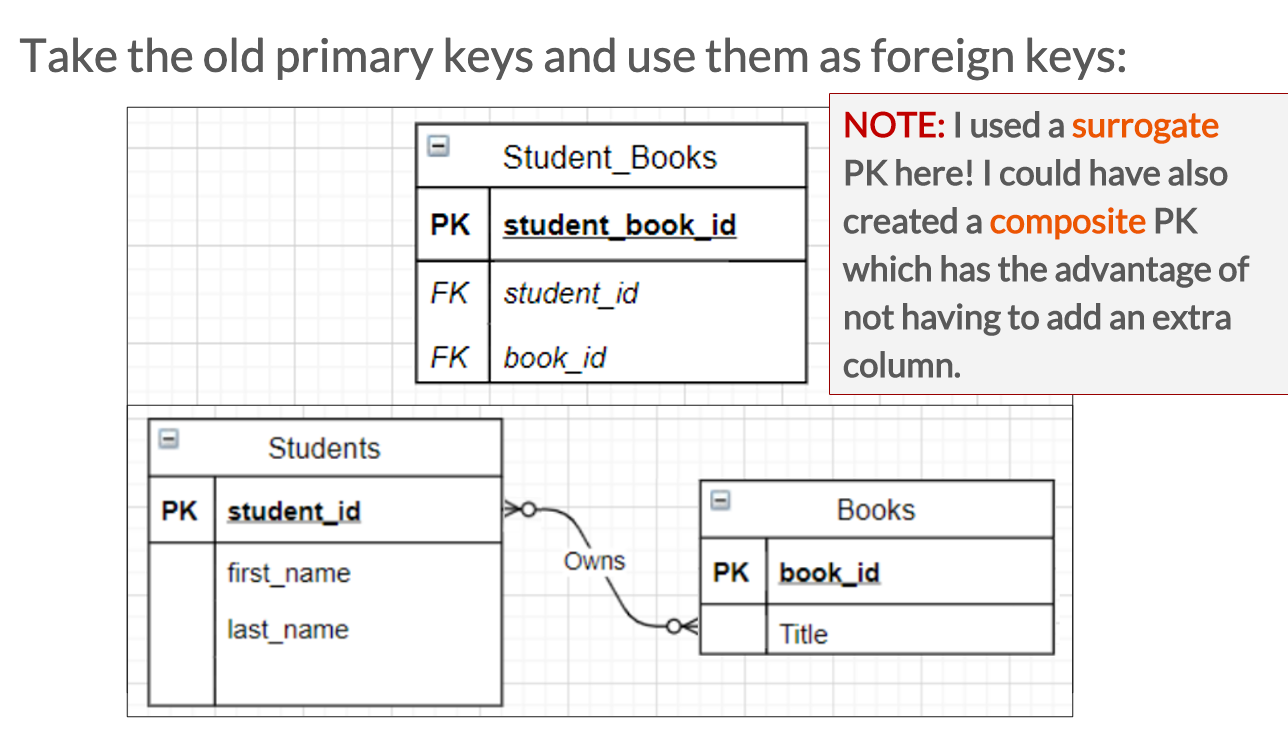 Take the old primary keys and use them as foreign keys:
NOTE: I used a surrogate
PK here! I could have also
created a composite PK
which has the advantage of
not having to add an extra
column.
Student_Books
PK student_book_id
FK student_id
FK book_id
Students
PK student_id
first_name
last_name
Owns
Books
PK book_id
Title